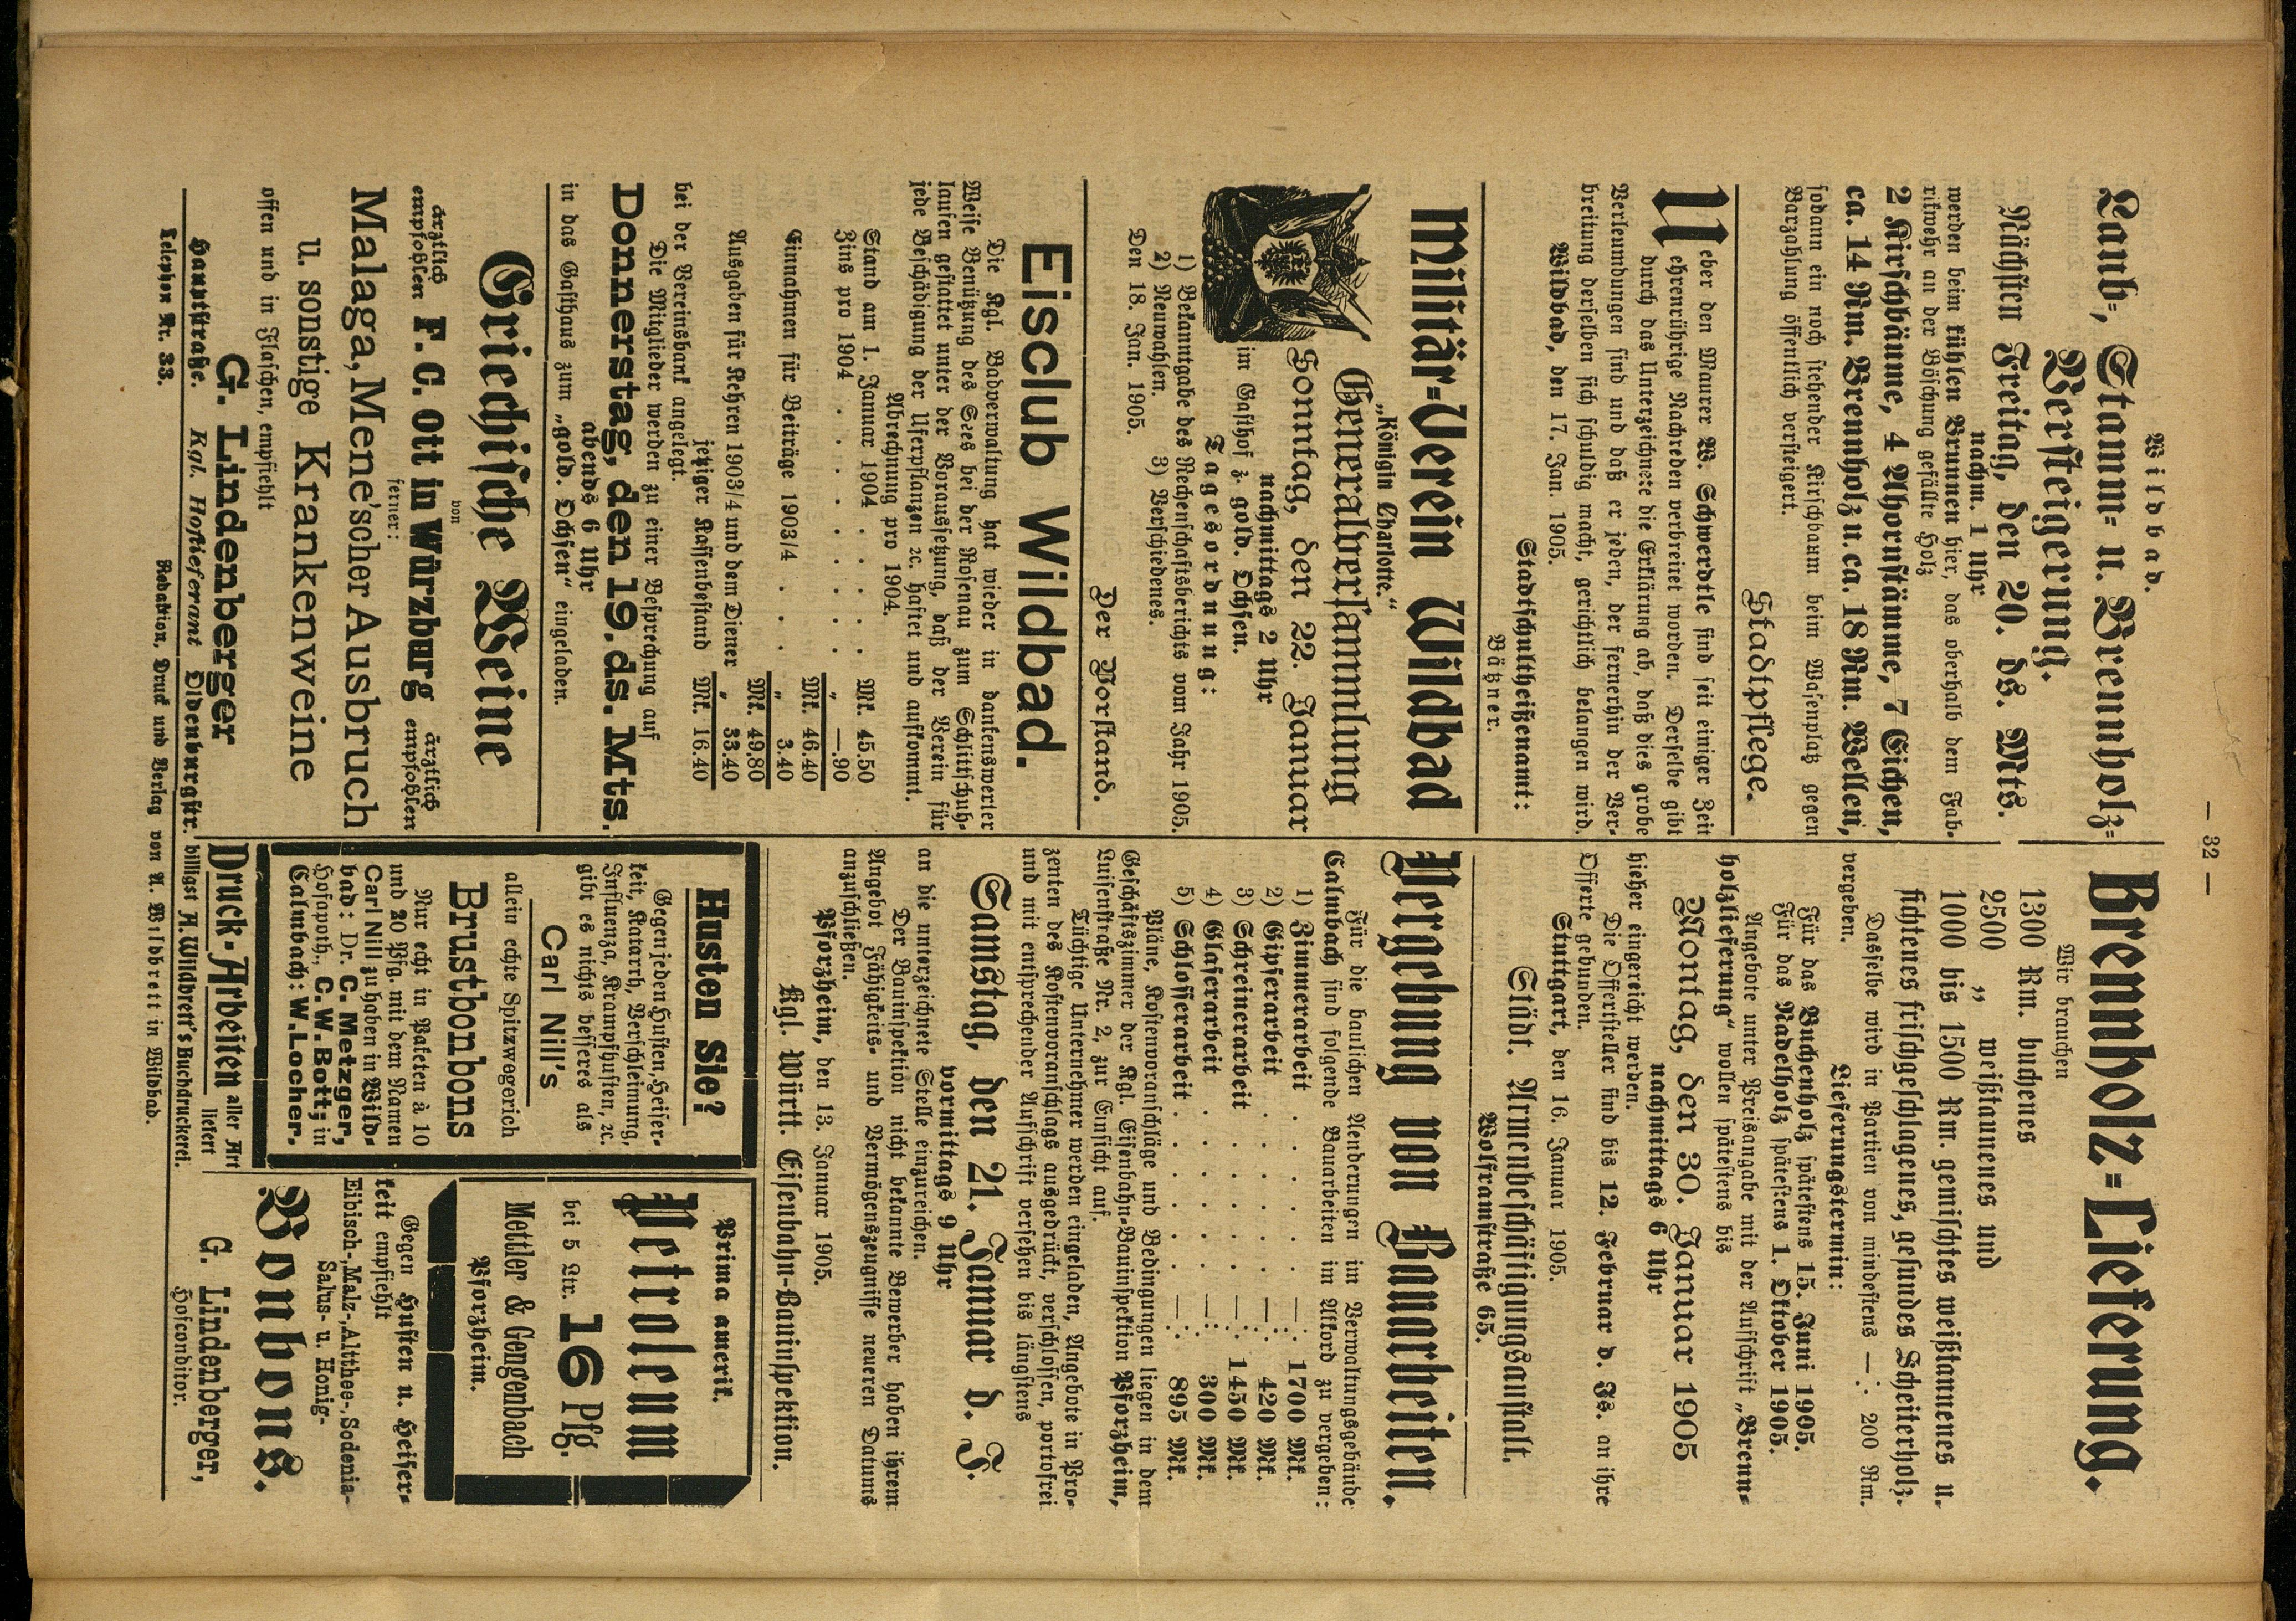 — 32 —
Wildbad.
Laub-, Stamm- u. Brennholz-
Versteigerung.
Nächsten Freitag, den 20. ds. Mts.
nachm. 1 Uhr
werden beim kühlen Brunnen hier, das oberhalb dem Fab-
rikwehr an der Böschung gefällte Holz
2 Kirschbäume, 4 Ahornstämme, 7 Eichen,
ca. 14 Rm. Brennholz u. ca. 18 Rm. Wellen,
sodann ein noch stehender Kirschbaum beim Wasenplatz gegen
Barzahlung öffentlich versteigert.
Stadtpflege.
Ueber den Maurer W. Schwerdtle sind seit einiger Zeit
ehrenrührige Nachreden verbreitet worden. Derselbe gibt
durch das Unterzeichnete die Erklärung ab, daß dies grobe
Verleumdungen sind und daß er jeden, der fernerhin der Ver-
breitung derselben sich schuldig macht, gerichtlich belangen wird.
Wildbad, den 17. Jan. 1905.
Stadtschultheißenamt:
Bätzner.
Militär-Verein Wildbad
„Königin Charlotte.“
Generalversammlung
Sonntag, den 22. Januar
nachmittags 2 Uhr
im Gasthof z. gold. Ochsen.
Tagesordnung:
1) Bekanntgabe des Rechenschaftsberichts vom Jahr 1905.
2) Neuwahlen. 3) Verschiedenes.
Den 18. Jan. 1905.
Der Vorstand.
Eisclub Wildbad.
Die Kgl. Badverwaltung hat wieder in dankenswerter
Weise Benützung des Sees bei der Rosenau zum Schlittschuh-
laufen gestattet unter der Voraussetzung, daß der Verein für
jede Beschädigung der Uferpflanzen ꝛc. haftet und aufkommt.
Abrechnung pro 1904.
Stand am 1. Januar 1904 . . . . Mk. 45.50
Zins pro 1904 . . . . . . . „ —.90
Mk. 46.40
Einnahmen für Beiträge 1903/4 . . . „ 3.40
Mk. 49.80
Ausgaben für Kehren 1903/4 und dem Diener „ 33.40
jetziger Kassenbestand Mk. 16.40
bei der Vereinsbank angelegt.
Die Mitglieder werden zu einer Besprechung auf
Donnerstag, den 19. ds. Mts.
abends 6 Uhr
in das Gasthaus zum „gold. Ochsen“ eingeladen.
Griechische Weine
von
ärztlich empfohlen F. C. Ott in Würzburg ärztlich empfohlen
ferner:
Malaga, Mene'scher Ausbruch
u. sonstige Krankenweine
offen und in Flaschen, empfiehlt
G. Lindenberger
Hauptstraße. Kgl. Hoflieferant Oldenburgstr.
Telephon Nr. 33.
Brennholz-Lieferung.
Wir brauchen
1300 Rm. buchenes
2500 „ weißtannenes und
1000 bis 1500 Rm. gemischtes weißtannenes u.
fichtenes frischgeschlagenes, gesundes Scheiterholz.
Dasselbe wird in Partien von mindestens —: 200 Rm.
vergeben.
Lieferungstermin:
Für das Buchenholz spätestens 15. Juni 1905.
Für das Nadelholz spätestens 1. Oktober 1905.
Angebote unter Preisangabe mit der Aufschrift „Brenn-
holzlieferung“ wollen spätestens bis
Montag, den 30. Januar 1905
nachmittags 6 Uhr
hieher eingereicht werden.
Die Offertsteller sind bis 12. Februar d. Js. an ihre
Offerte gebunden.
Stuttgart, den 16. Januar 1905.
Städt. Armenbeschäftigungsanstalt.
Wolframstraße 65.
Vergebung von Bauarbeiten.
Für die baulichen Aenderungen im Verwaltungsgebäude
Calmbach sind folgende Bauarbeiten im Akkord zu vergeben:
1) Zimmerarbeit . . . . . —: 1700 Mk.
2) Gipserarbeit . . . . . —: 420 Mk.
3) Schreinerarbeit . . . . —: 1450 Mk.
4) Glaserarbeit . . . . . —: 300 Mk.
5) Schlosserarbeit . . . . . —: 895 Mk.
Pläne, Kostenvoranschläge und Bedingungen liegen in dem
Geschäftszimmer der Kgl. Eisenbahn-Bauinspektion Pforzheim,
Luisenstraße Nr. 2, zur Einsicht auf.
Tüchtige Unternehmer werden eingeladen, Angebote in Pro-
zenten des Kostenvoranschlags ausgedrückt, verschlossen, portofrei
und mit entsprechender Aufschrift versehen bis längstens
Samstag, den 21. Januar d. J.
vormittags 9 Uhr
an die unterzeichnete Stelle einzureichen.
Der Bauinspektion nicht bekannte Bewerber haben ihrem
Angebot Fähigkeits- und Vermögenszeugnisse neueren Datums
anzuschließen.
Pforzheim, den 13. Januar 1905.
Kgl. Württ. Eisenbahn-Bauinspektion.
Husten Sie?
Gegen jeden Husten, Heiser-
keit, Katarrh, Verschleimung,
Influenza, Krampfhusten, ꝛc.
gibt es nichts besseres als
Carl Nill's
allein echte Spitzwegerich
Brustbonbons
Nur echt in Paketen à 10
und 20 Pfg. mit dem Namen
Carl Nill zu haben in Wild-
bad: Dr. C. Metzger,
Hofapoth., C. W. Bott; in
Calmbach: W. Locher.
Druck-Arbeiten aller Art liefert
billigst A. Wildbrett's Buchdruckerei.
Prima amerik.
Petroleum
bei 5 Ltr. 16 Pfg.
Mettler & Gengenbach
Pforzheim.
Gegen Husten u. Heiser-
keit empfiehlt
Eibisch-, Malz-, Althee-, Sodenia-
Salus- u. Honig-
Bonbons.
G. Lindenberger,
Hofconditor.
Redaktion, Druck und Verlag von A. Wildbrett in Wildbad.